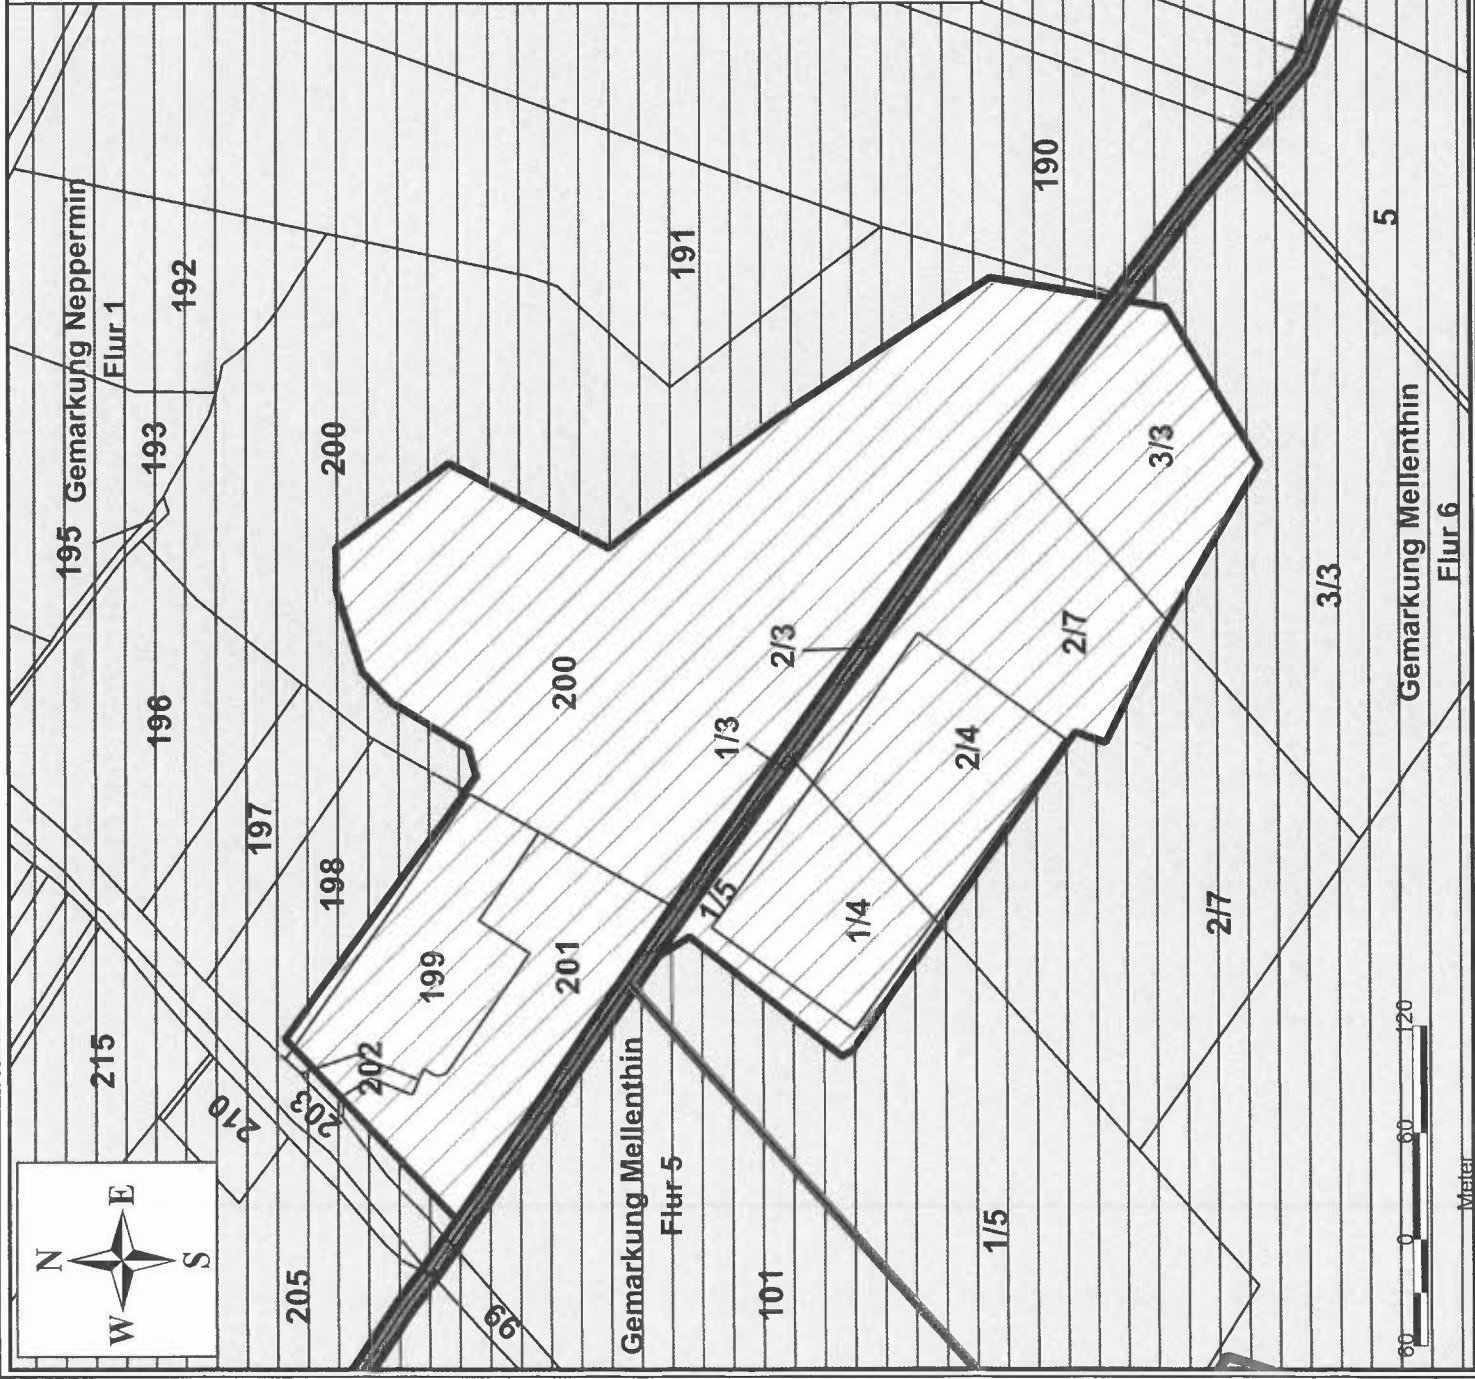 N
W E
S
195
Gemarkung Neppermin
Flur 1
192
193
200
196
197
198
215
210
203
202
205
99
199
201
200
191
190
2/3
1/3
1/5
1/4
2/4
2/7
3/3
5
3/3
2/7
1/5
101
Gemarkung Mellenthin
Flur 5
Gemarkung Mellenthin
Flur 6
60 0 60 120
Meter